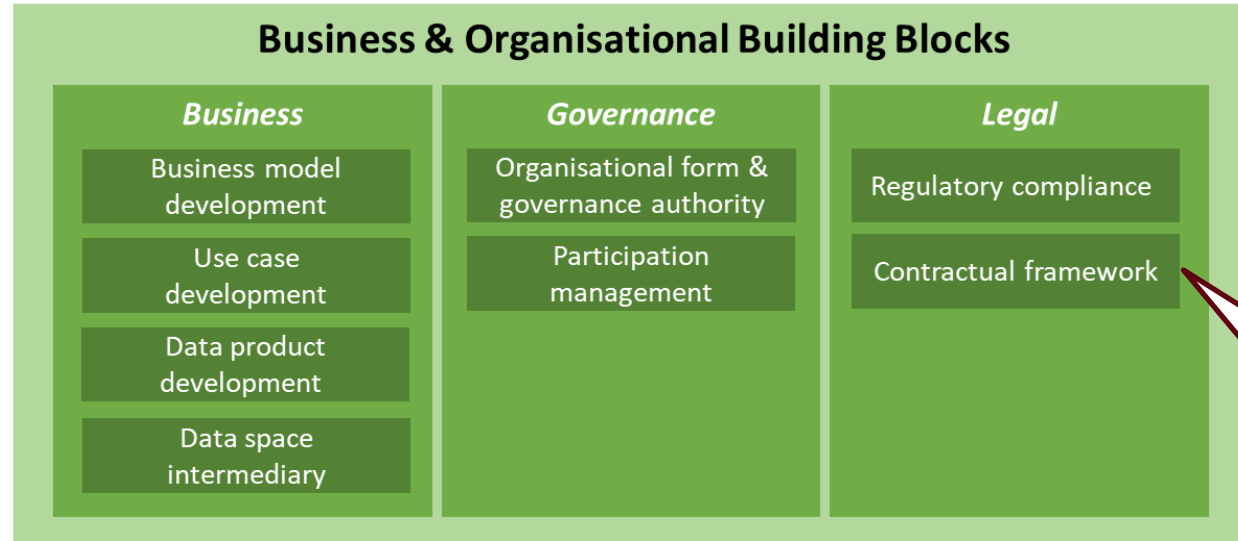 Business & Organisational Building Blocks
Business
Business model
development
Use case
development
Data product
development
Data space
intermediary
Governance
Organisational form &
governance authority
Participation
management
Legal
Regulatory compliance
Contractual framework